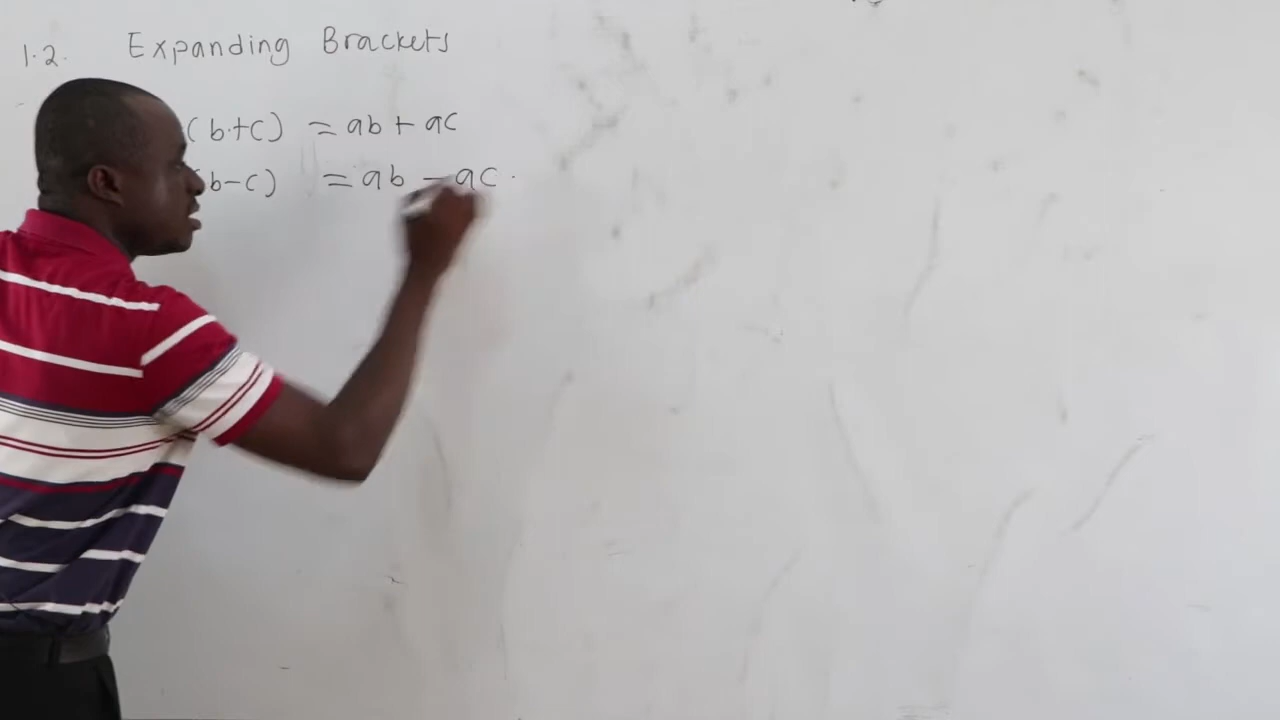 1.2. Expanding Brackets
(b+c) = ab + ac
(b-c) = ab - ac.